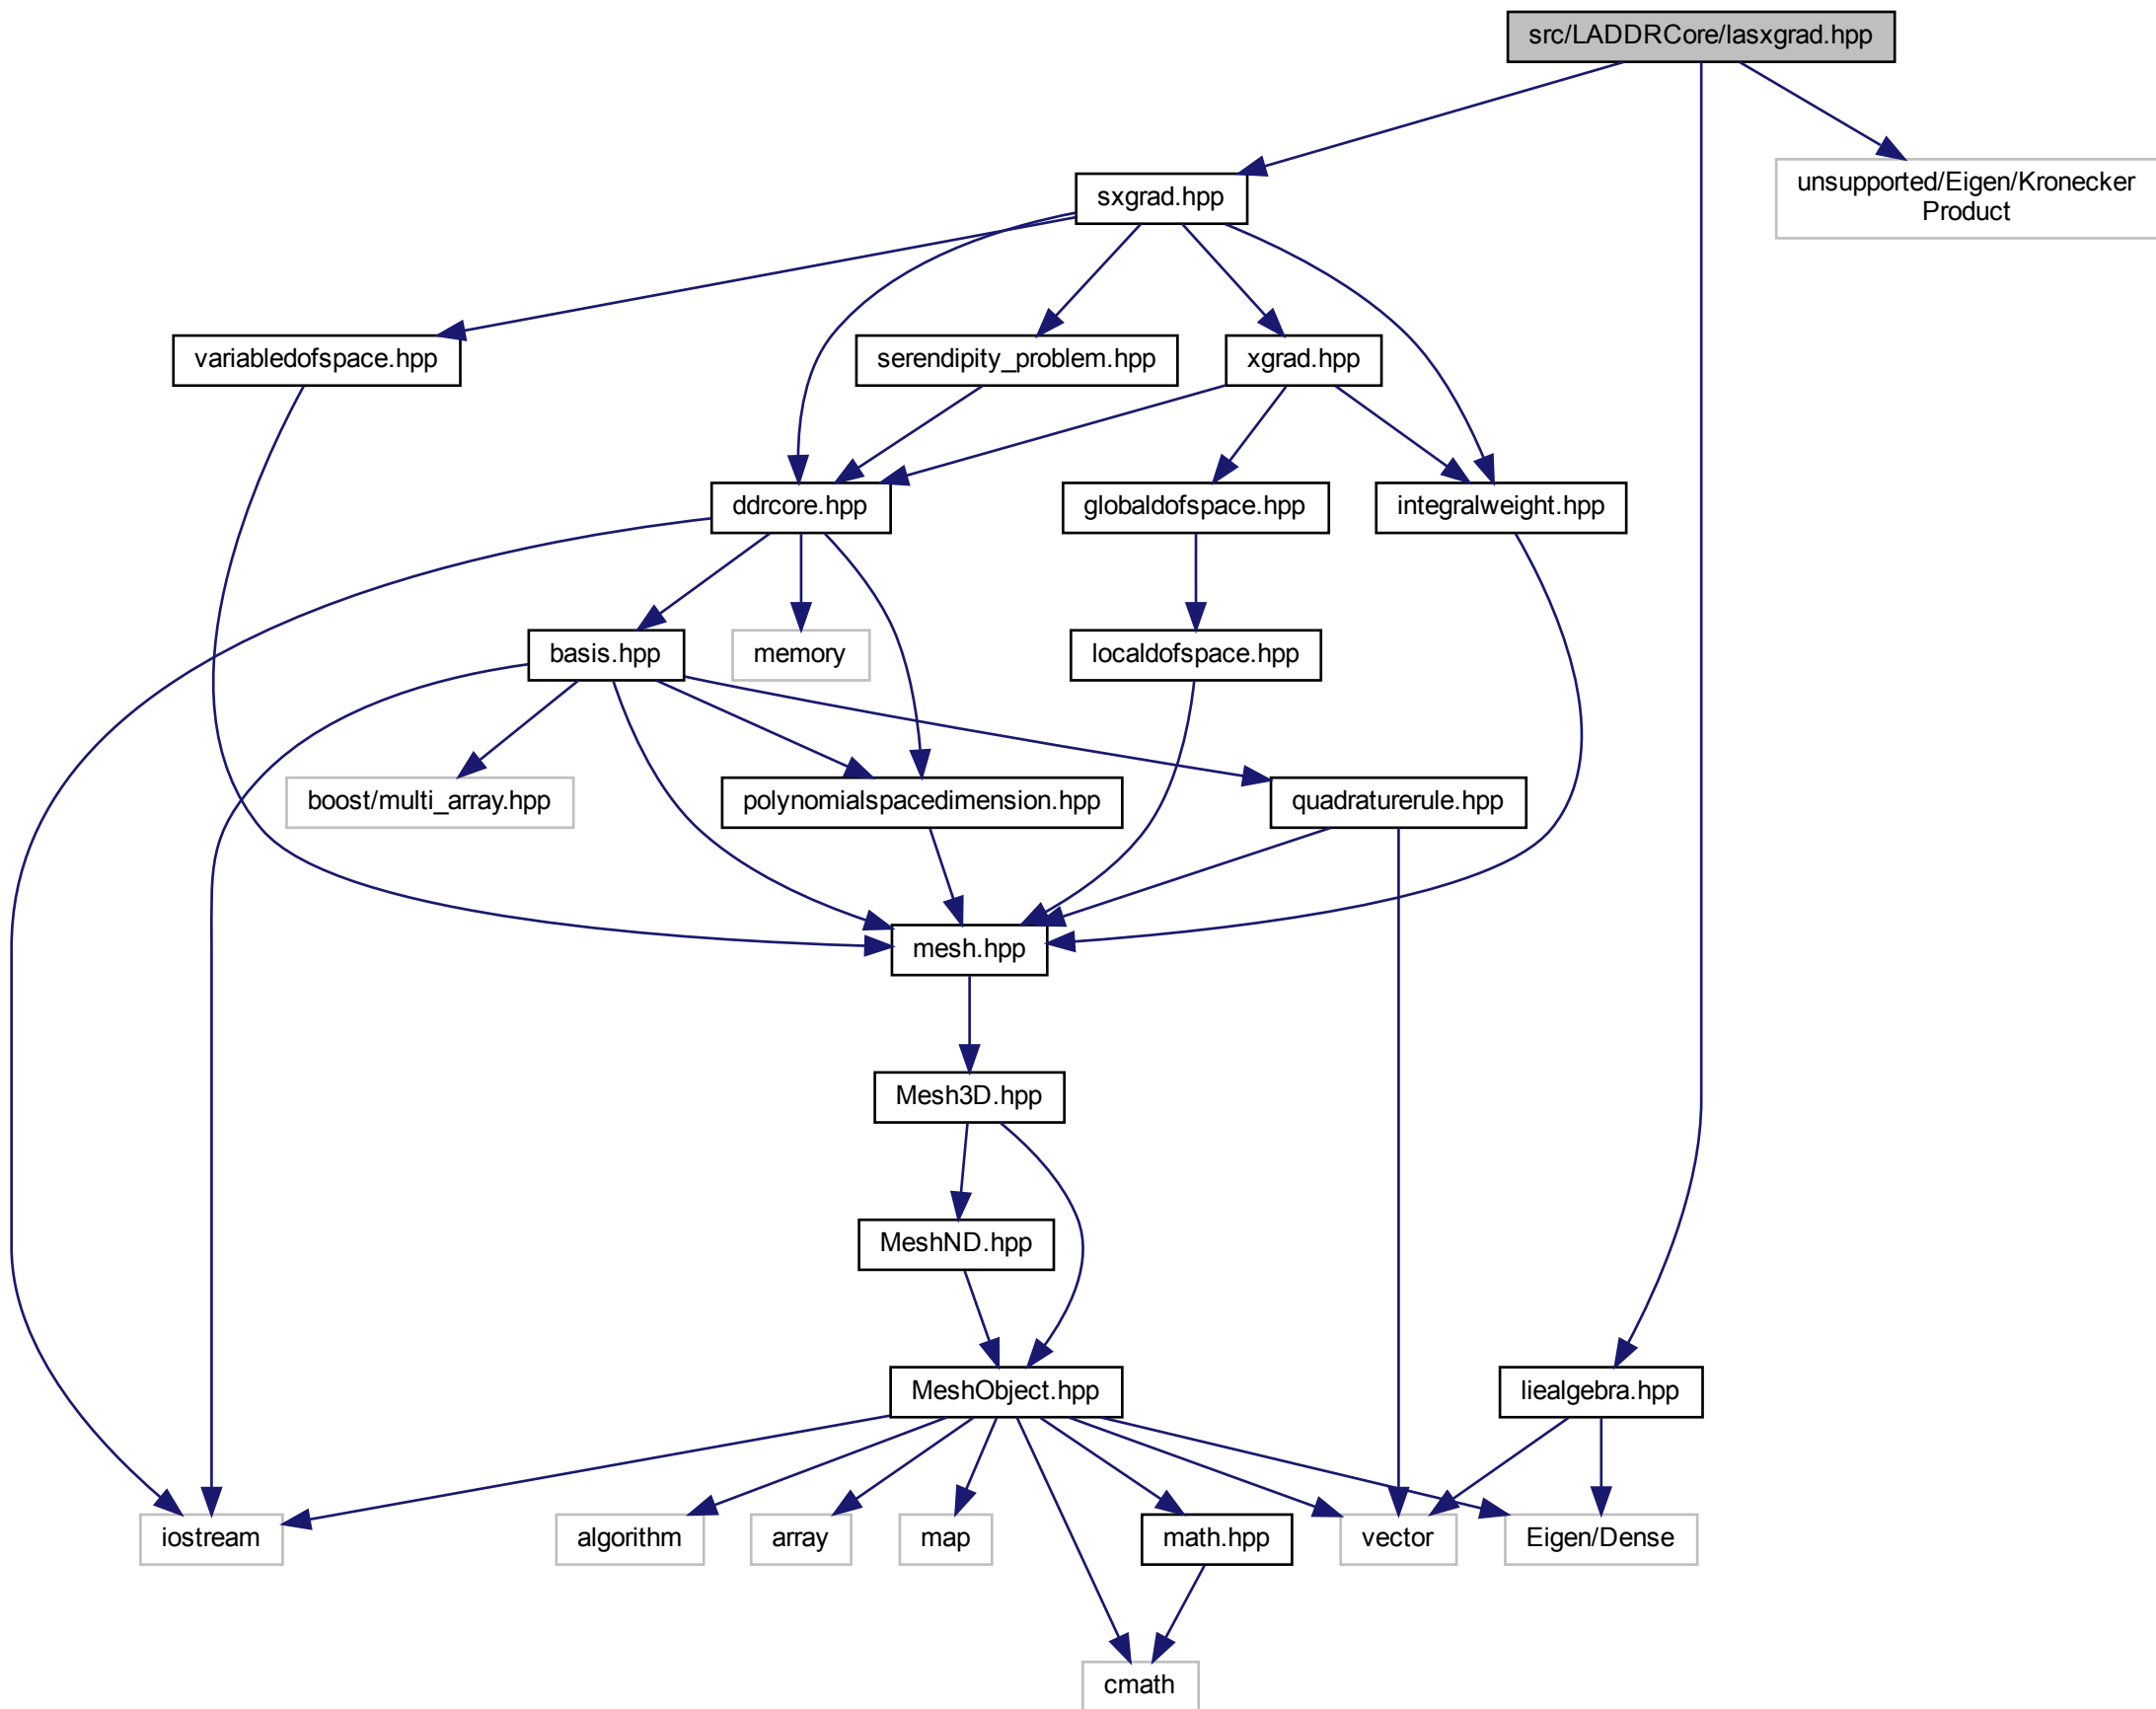 src/LADDRCore/lasxgrad.hpp
sxgrad.hpp
unsupported/Eigen/Kronecker
Product
variabledofspace.hpp
serendipity_problem.hpp
xgrad.hpp
ddrcore.hpp
globaldofspace.hpp
integralweight.hpp
basis.hpp
memory
localdofspace.hpp
boost/multi_array.hpp
polynomialspacedimension.hpp
quadraturerule.hpp
mesh.hpp
Mesh3D.hpp
MeshND.hpp
MeshObject.hpp
liealgebra.hpp
iostream
algorithm
array
map
math.hpp
vector
Eigen/Dense
cmath